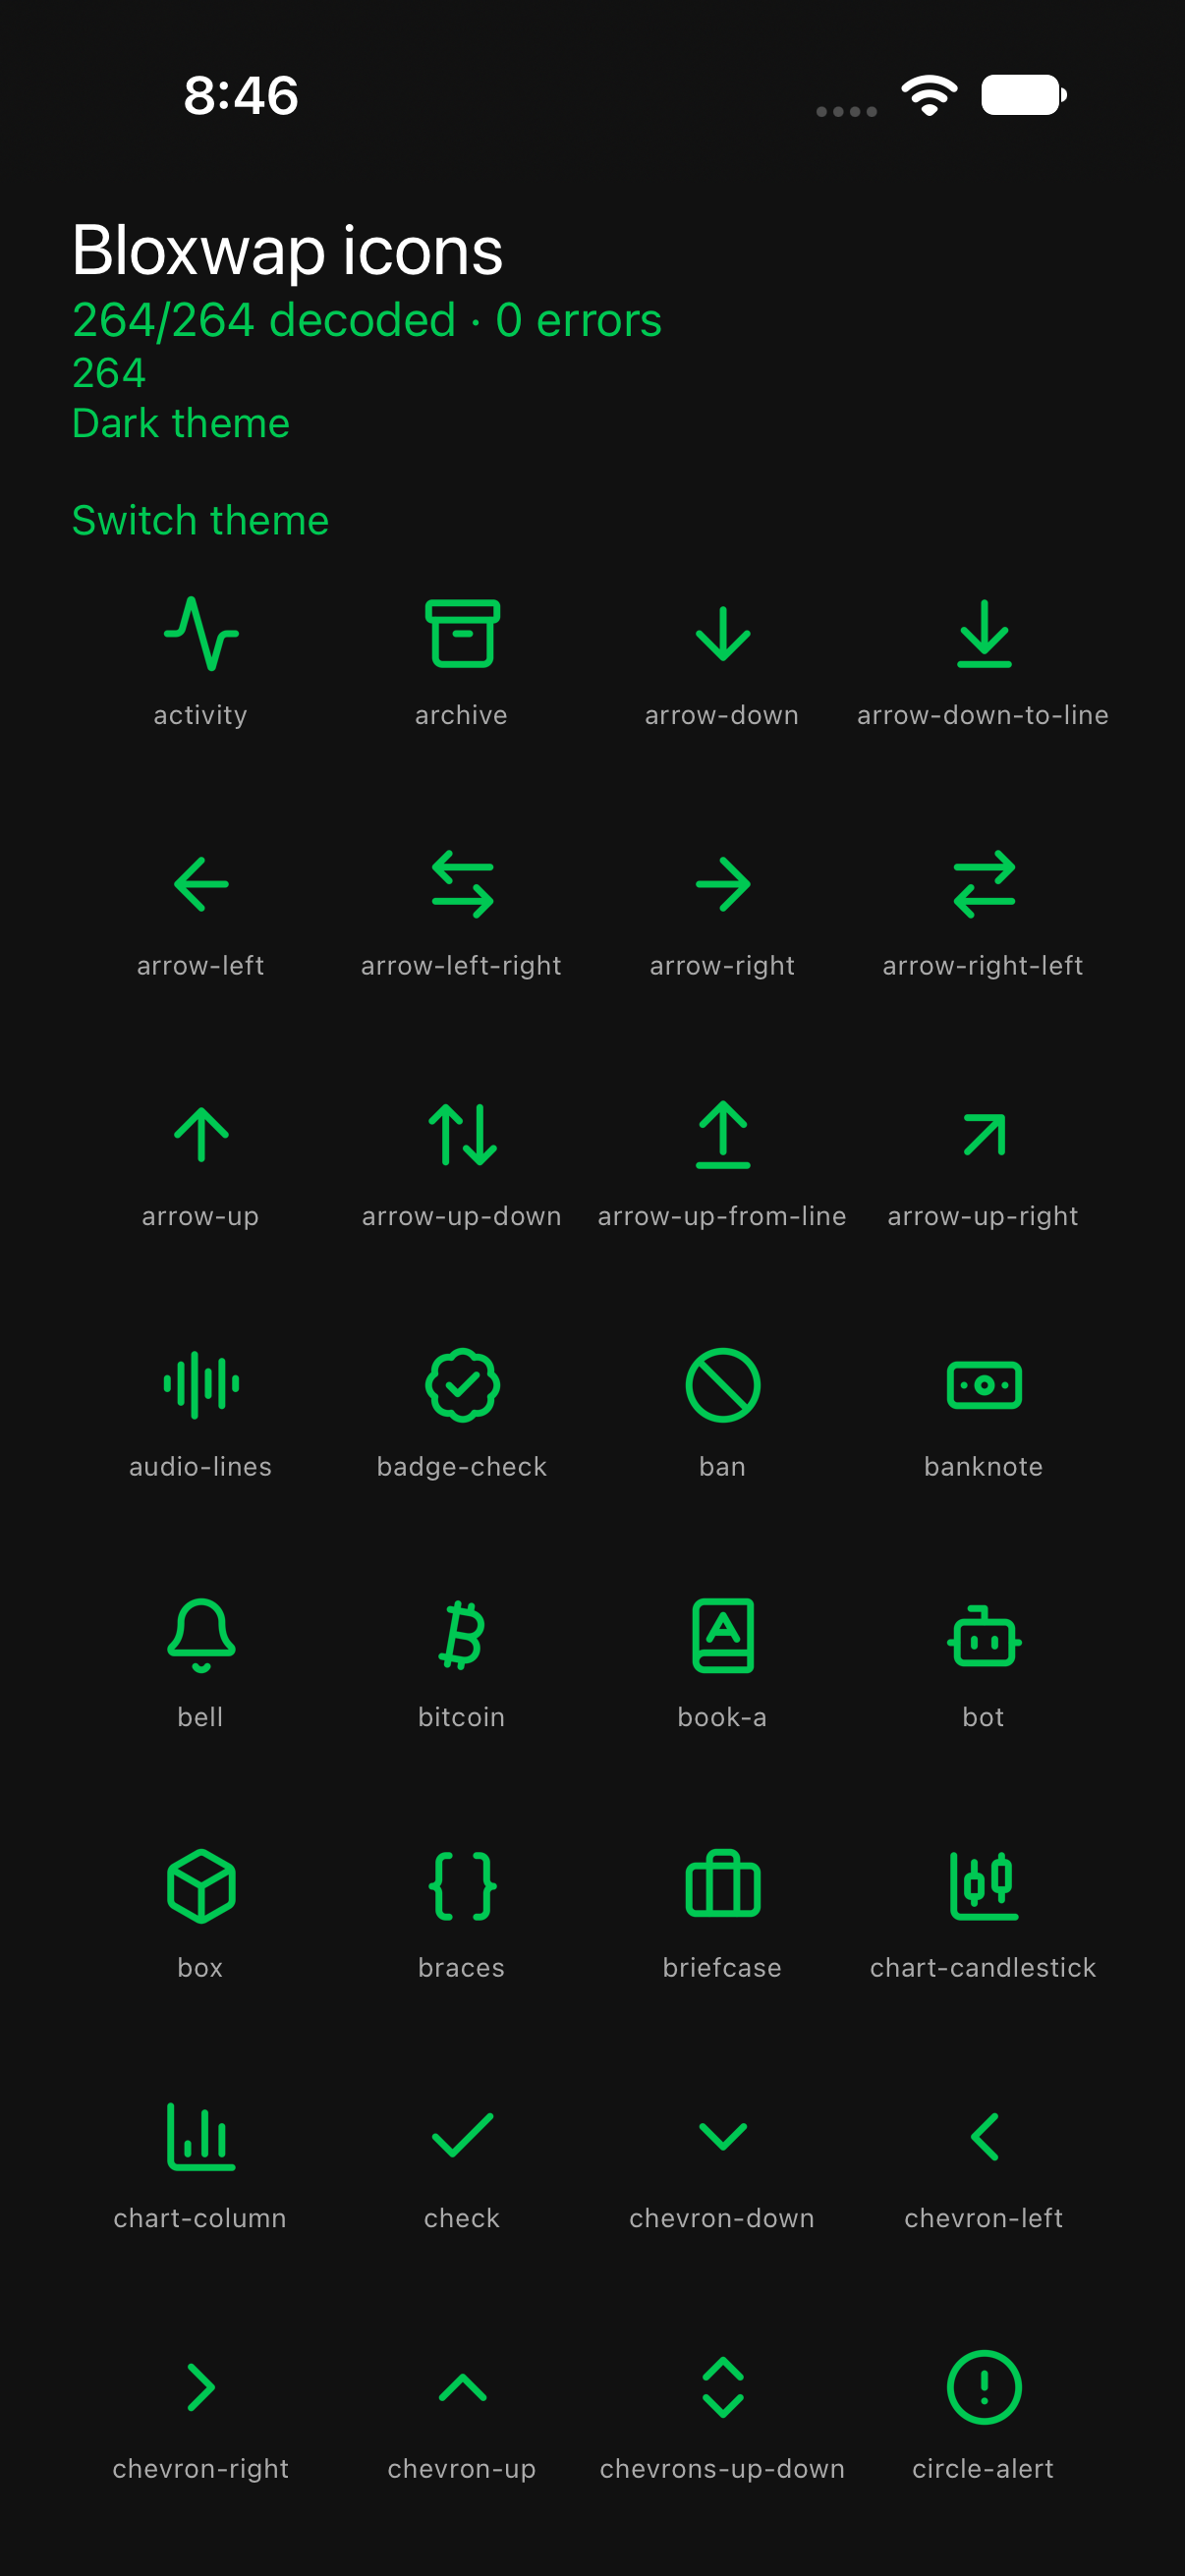 8:46
Bloxwap icons
264/264 decoded · 0 errors
264
Dark theme
Switch theme
activity archive arrow-down arrow-down-to-line
arrow-left arrow-left-right arrow-right arrow-right-left
arrow-up arrow-up-down arrow-up-from-line arrow-up-right
audio-lines badge-check ban banknote
bell bitcoin book-a bot
box braces briefcase chart-candlestick
chart-column check chevron-down chevron-left
chevron-right chevron-up chevrons-up-down circle-alert